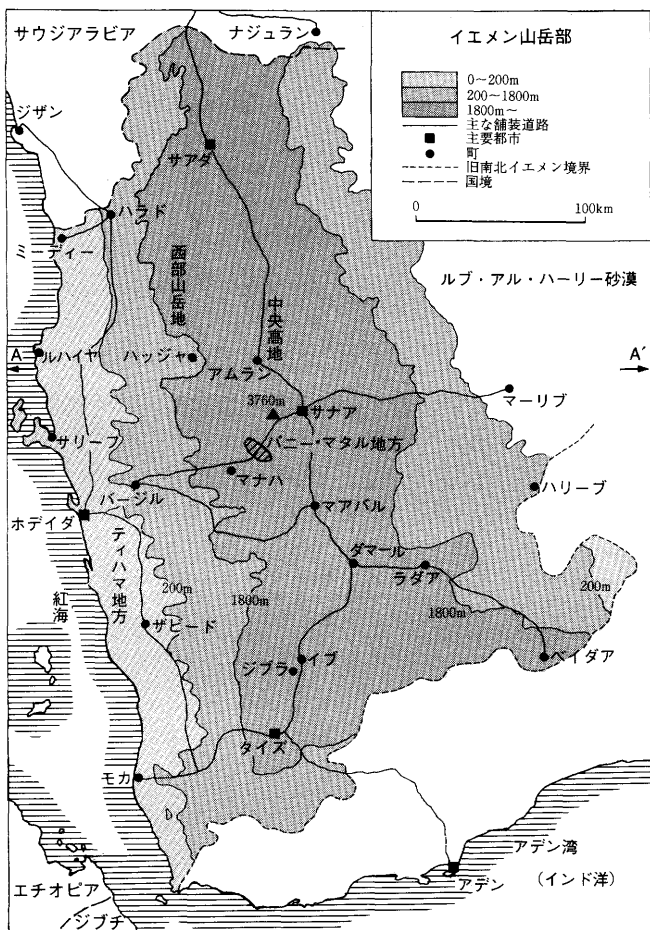 イエメン山岳部
0～200m
200～1800m
1800m～
主な舗装道路
主要都市
町
旧南北イエメン境界
国境
0 100km
サウジアラビア
ナジュラン
ジザン
サアダ
ハラド
ミーディー
西部山岳地
中央高地
ルブ・アル・ハーリー砂漠
A
A′
ルハイヤ
ハッジャ
アムラン
マーリブ
3760m
サナア
サリーフ
バニー・マタル地方
マナハ
バージル
ハリーブ
マアバル
ホデイダ
ティハマ地方
ダマール
ラダア
200m
1800m
200m
1800m
紅海
ザビード
ジブラ
イブ
ベイダア
タイズ
モカ
アデン湾
エチオピア
アデン
(インド洋)
ジブチ